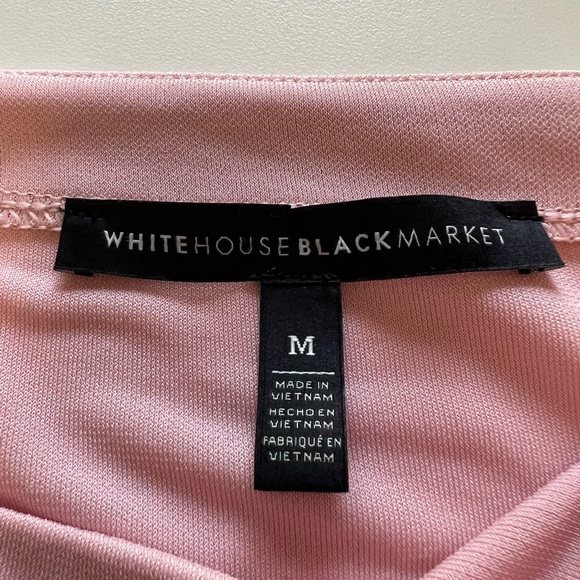 WHITEHOUSEBLACKMARKET
M
MADE IN
VIETNAM
HECHO EN
VIETNAM
FABRIQUÉ EN
VIETNAM